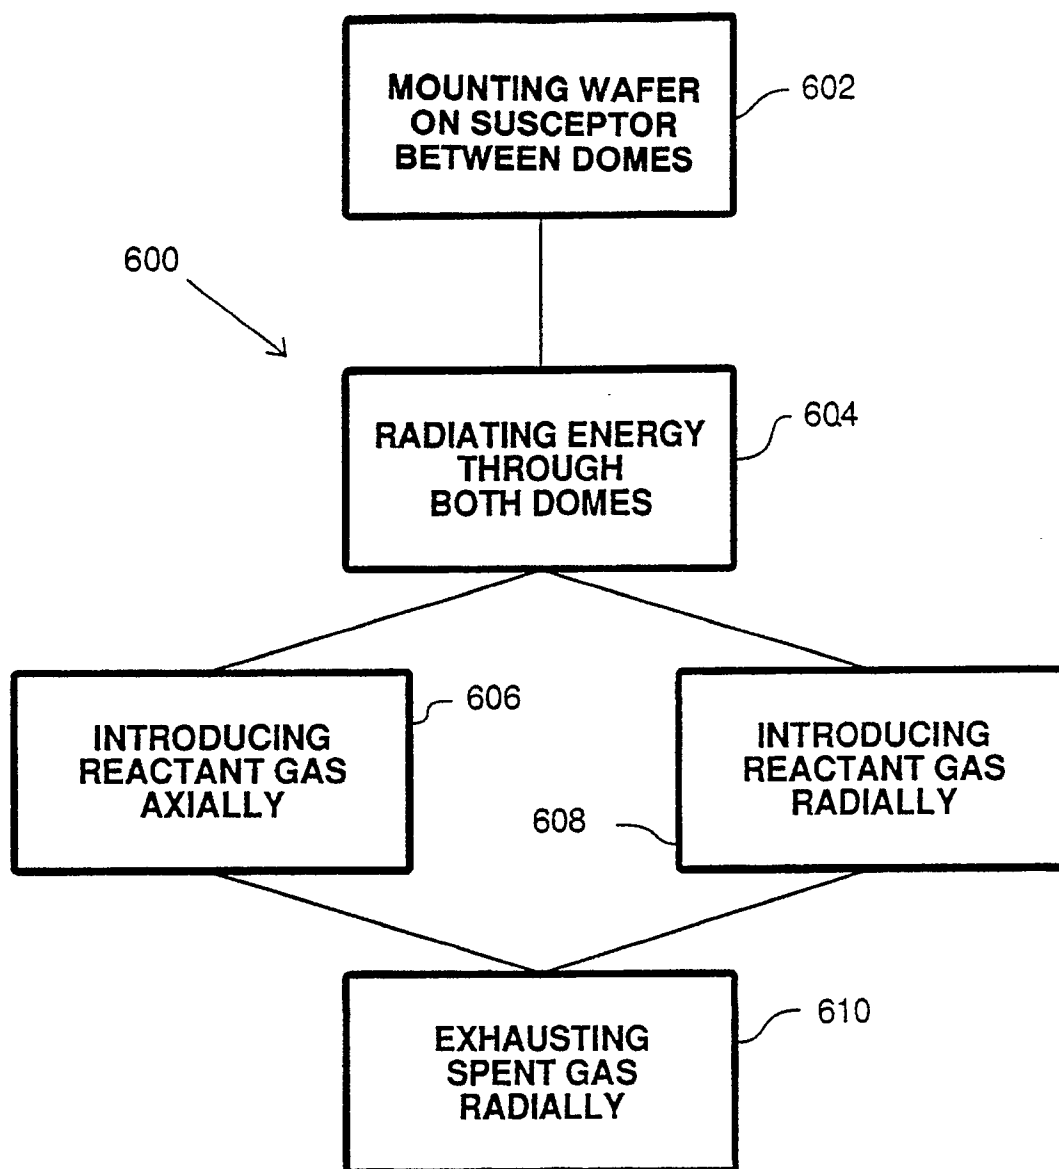 MOUNTING WAFER
ON SUSCEPTOR
BETWEEN DOMES
602
600
RADIATING ENERGY
THROUGH
BOTH DOMES
604
INTRODUCING
REACTANT GAS
AXIALLY
606
INTRODUCING
REACTANT GAS
RADIALLY
608
EXHAUSTING
SPENT GAS
RADIALLY
610